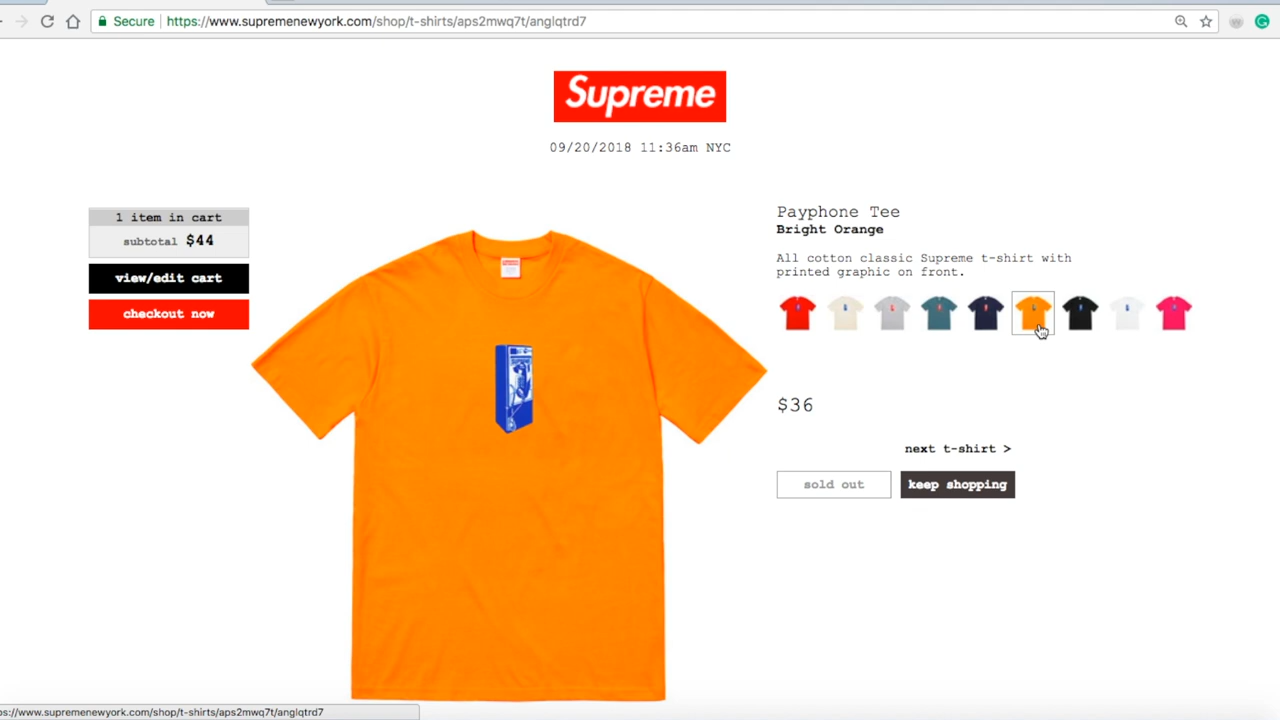 Secure https://www.supremenewyork.com/shop/t-shirts/aps2mwq7t/anglqtrd7
Supreme
09/20/2018 11:36am NYC
1 item in cart
subtotal $44
view/edit cart
checkout now
Payphone Tee
Bright Orange
All cotton classic Supreme t-shirt with
printed graphic on front.
$36
next t-shirt >
sold out
keep shopping
ps://www.supremenewyork.com/shop/t-shirts/aps2mwq7t/anglqtrd7